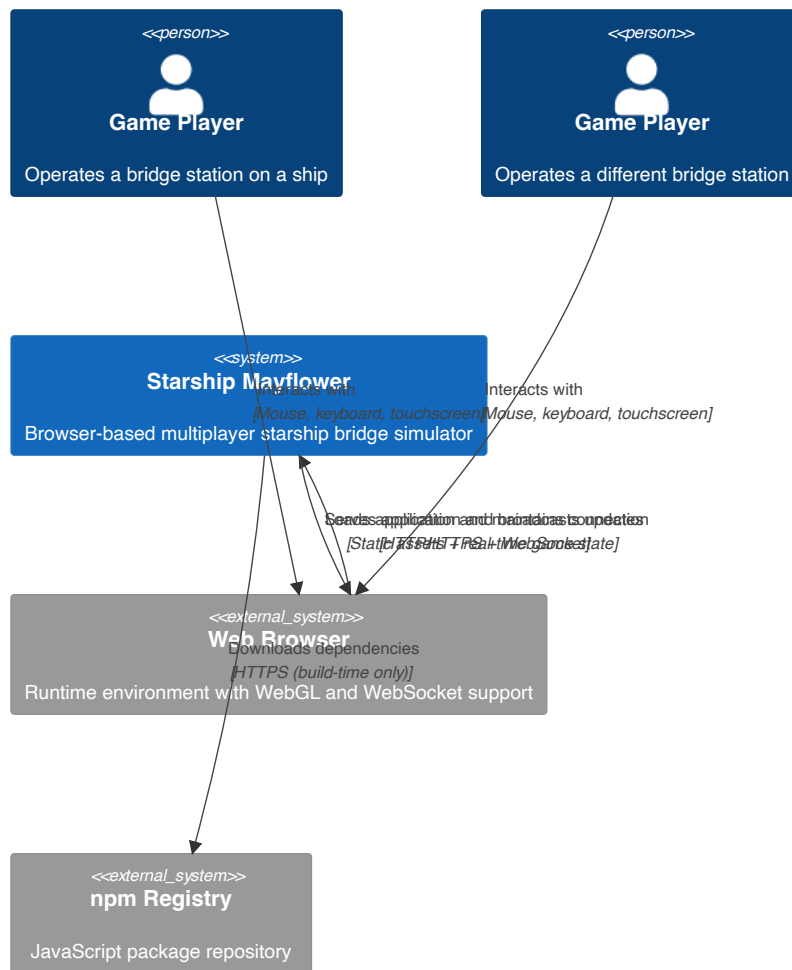 <<person>>
Game Player
Operates a bridge station on a ship
<<person>>
Game Player
Operates a different bridge station
<<system>>
Starship Mayflower
Browser-based multiplayer starship bridge simulator
Interacts with
[Mouse, keyboard, touchscreen]
Interacts with
[Mouse, keyboard, touchscreen]
application and
<<external_system>>
Web Browser
Runtime environment with WebGL and WebSocket support
Downloads dependencies
[HTTPS (build-time only)]
<<external_system>>
npm Registry
JavaScript package repository